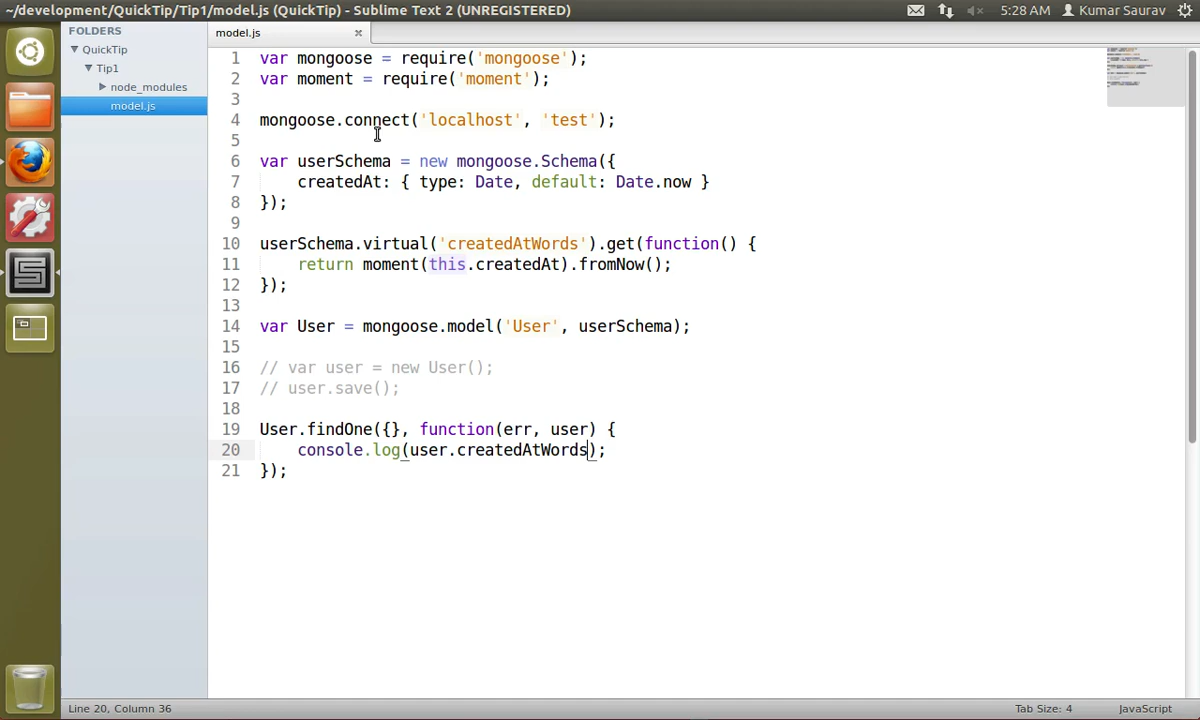 ~/development/QuickTip/Tip1/model.js (QuickTip) - Sublime Text 2 (UNREGISTERED)
5:28 AM Kumar Saurav
FOLDERS
QuickTip
Tip1
node_modules
model.js
model.js ×
1 var mongoose = require('mongoose');
2 var moment = require('moment');
3
4 mongoose.connect('localhost', 'test');
5
6 var userSchema = new mongoose.Schema({
7 createdAt: { type: Date, default: Date.now }
8 });
9
10 userSchema.virtual('createdAtWords').get(function() {
11 return moment(this.createdAt).fromNow();
12 });
13
14 var User = mongoose.model('User', userSchema);
15
16 // var user = new User();
17 // user.save();
18
19 User.findOne({}, function(err, user) {
20 console.log(user.createdAtWords);
21 });
Line 20, Column 36
Tab Size: 4
JavaScript